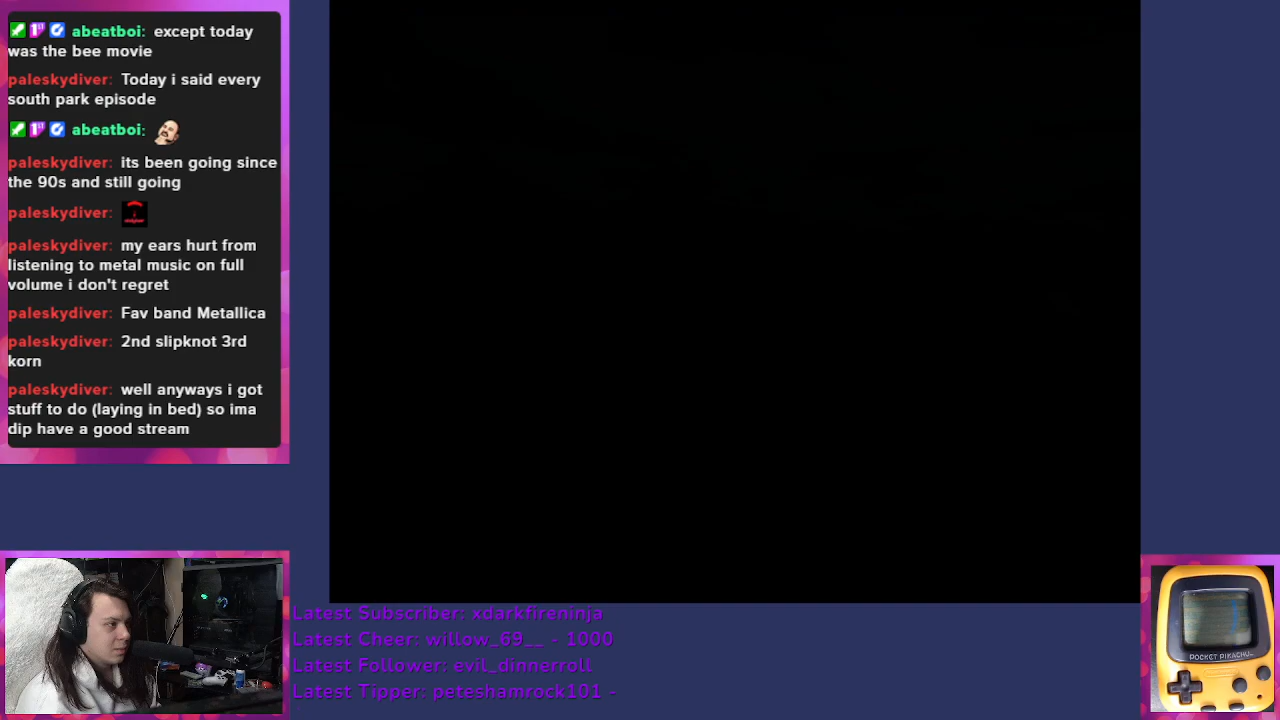 abeatboi: except today
was the bee movie
paleskydiver: Today i said every
south park episode
abeatboi:
paleskydiver: its been going since
the 90s and still going
paleskydiver:
paleskydiver: my ears hurt from
listening to metal music on full
volume i don't regret
paleskydiver: Fav band Metallica
paleskydiver: 2nd slipknot 3rd
korn
paleskydiver: well anyways i got
stuff to do (laying in bed) so ima
dip have a good stream
Latest Subscriber: xdarkfireninja
Latest Cheer: willow_69__ - 1000
Latest Follower: evil_dinnerroll
Latest Tipper: peteshamrock101 -
POCKET PIKACHU